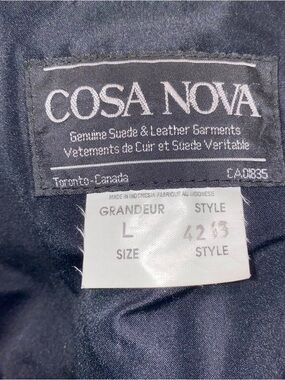 COSA NOVA
Genuine Suede & Leather Garments
Vetements de Cuir et Suede Veritable
Toronto-Canada CA01835
MADE IN INDONESIA FABRIQUE AU INDONESIE
GRANDEUR STYLE
L 4213
SIZE STYLE